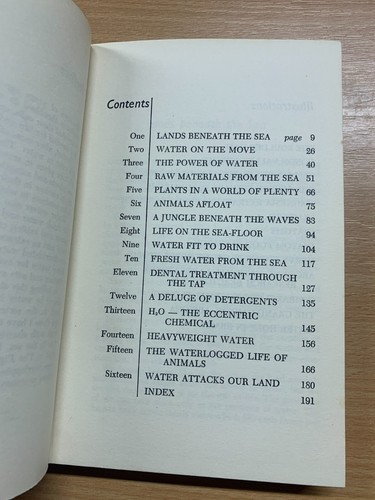 Contents
One LANDS BENEATH THE SEA page 9
Two WATER ON THE MOVE 26
Three THE POWER OF WATER 40
Four RAW MATERIALS FROM THE SEA 51
Five PLANTS IN A WORLD OF PLENTY 66
Six ANIMALS AFLOAT 75
Seven A JUNGLE BENEATH THE WAVES 83
Eight LIFE ON THE SEA-FLOOR 94
Nine WATER FIT TO DRINK 104
Ten FRESH WATER FROM THE SEA 117
Eleven DENTAL TREATMENT THROUGH
THE TAP 127
Twelve A DELUGE OF DETERGENTS 135
Thirteen H₂O — THE ECCENTRIC
CHEMICAL 145
Fourteen HEAVYWEIGHT WATER 156
Fifteen THE WATERLOGGED LIFE OF
ANIMALS 166
Sixteen WATER ATTACKS OUR LAND 180
INDEX 191